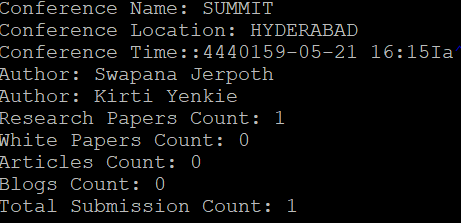 Conference Name: SUMMIT
Conference Location: HYDERABAD
Conference Time::4440159-05-21 16:15Ia
Author: Swapana Jerpoth
Author: Kirti Yenkie
Research Papers Count: 1
White Papers Count: 0
Articles Count: 0
Blogs Count: 0
Total Submission Count: 1